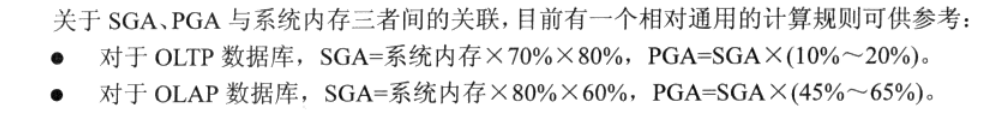 关于 SGA、PGA 与系统内存三者间的关联，目前有一个相对通用的计算规则可供参考：
● 对于 OLTP 数据库，SGA=系统内存×70%×80%，PGA=SGA×(10%～20%)。
● 对于 OLAP 数据库，SGA=系统内存×80%×60%，PGA=SGA×(45%～65%)。